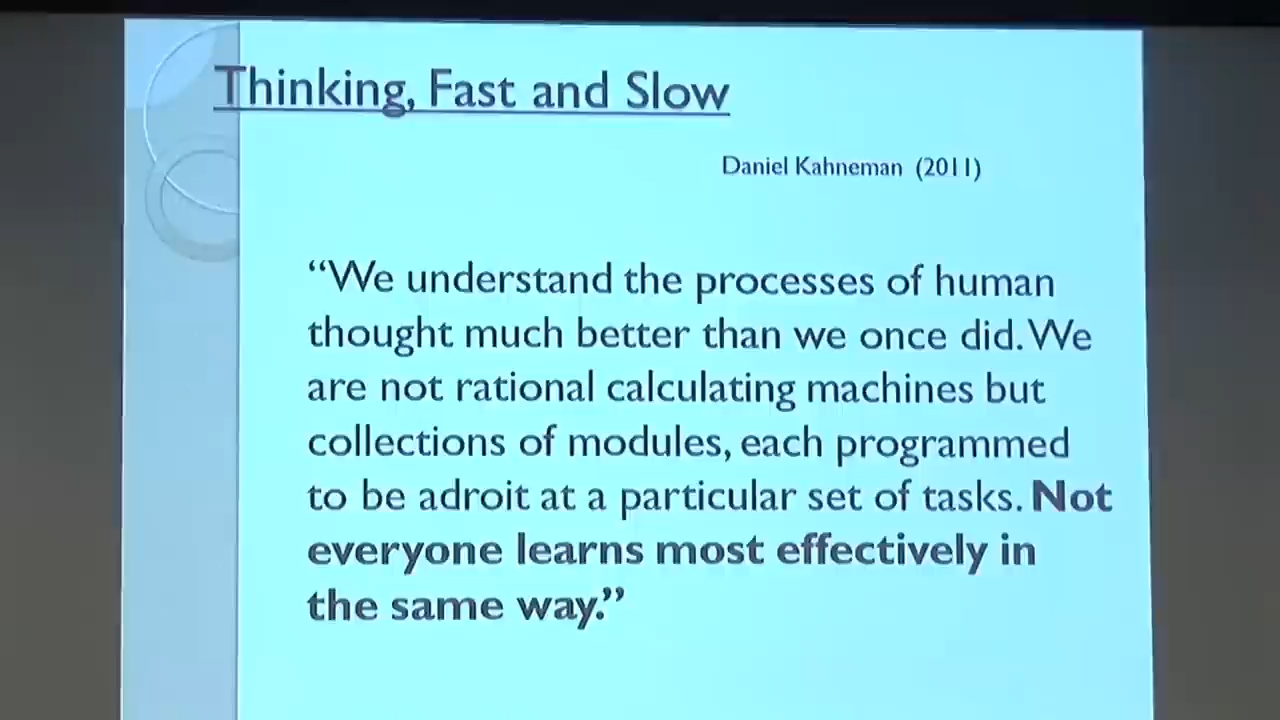 Thinking, Fast and Slow
Daniel Kahneman (2011)
“We understand the processes of human
thought much better than we once did. We
are not rational calculating machines but
collections of modules, each programmed
to be adroit at a particular set of tasks. Not
everyone learns most effectively in
the same way.”